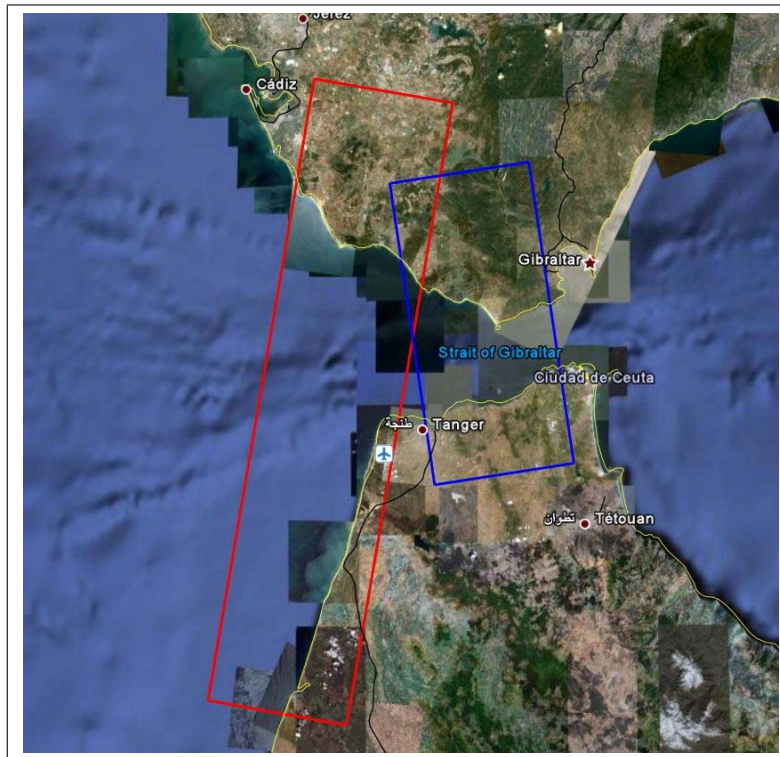 Jerez
Cádiz
Gibraltar
Strait of Gibraltar
Ciudad de Ceuta
طنجة Tanger
تطوان Tétouan